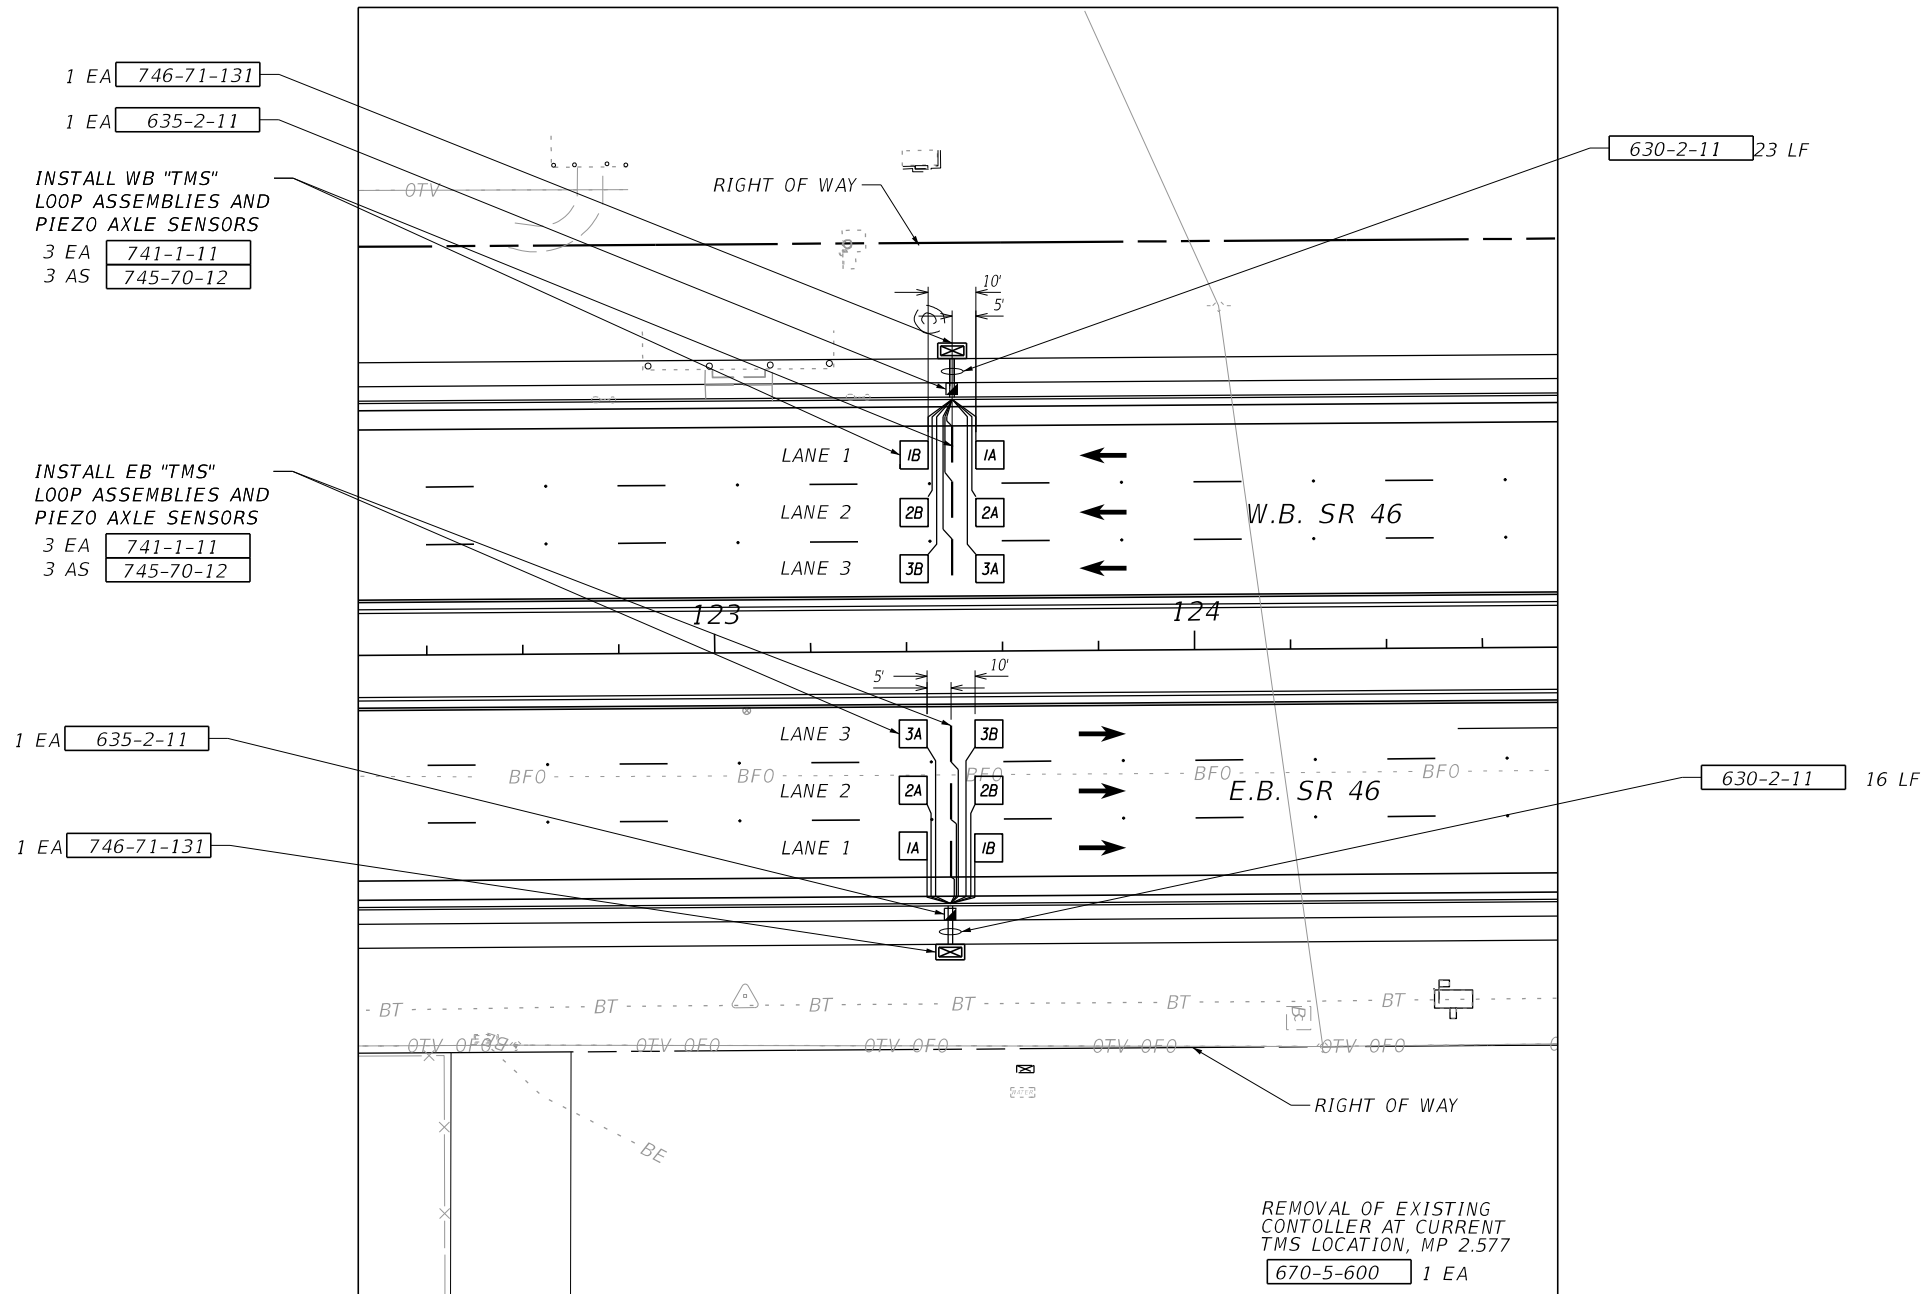 1 EA 746-71-131
1 EA 635-2-11
630-2-11 23 LF
INSTALL WB "TMS"
LOOP ASSEMBLIES AND
PIEZO AXLE SENSORS
3 EA 741-1-11
3 AS 745-70-12
OTV
RIGHT OF WAY
10'
5'
LANE 1 1B 1A
LANE 2 2B 2A
W.B. SR 46
LANE 3 3B 3A
INSTALL EB "TMS"
LOOP ASSEMBLIES AND
PIEZO AXLE SENSORS
3 EA 741-1-11
3 AS 745-70-12
123 124
10'
5'
LANE 3 3A 3B
BFO BFO BFO BFO BFO
LANE 2 2A 2B
E.B. SR 46
LANE 1 1A 1B
1 EA 635-2-11
630-2-11 16 LF
1 EA 746-71-131
BT BT BT BT BT BT BT
OTV OFO OTV OFO OTV OFO OTV OFO OTV OFO
RIGHT OF WAY
WATER
BE
REMOVAL OF EXISTING
CONTOLLER AT CURRENT
TMS LOCATION, MP 2.577
670-5-600 1 EA